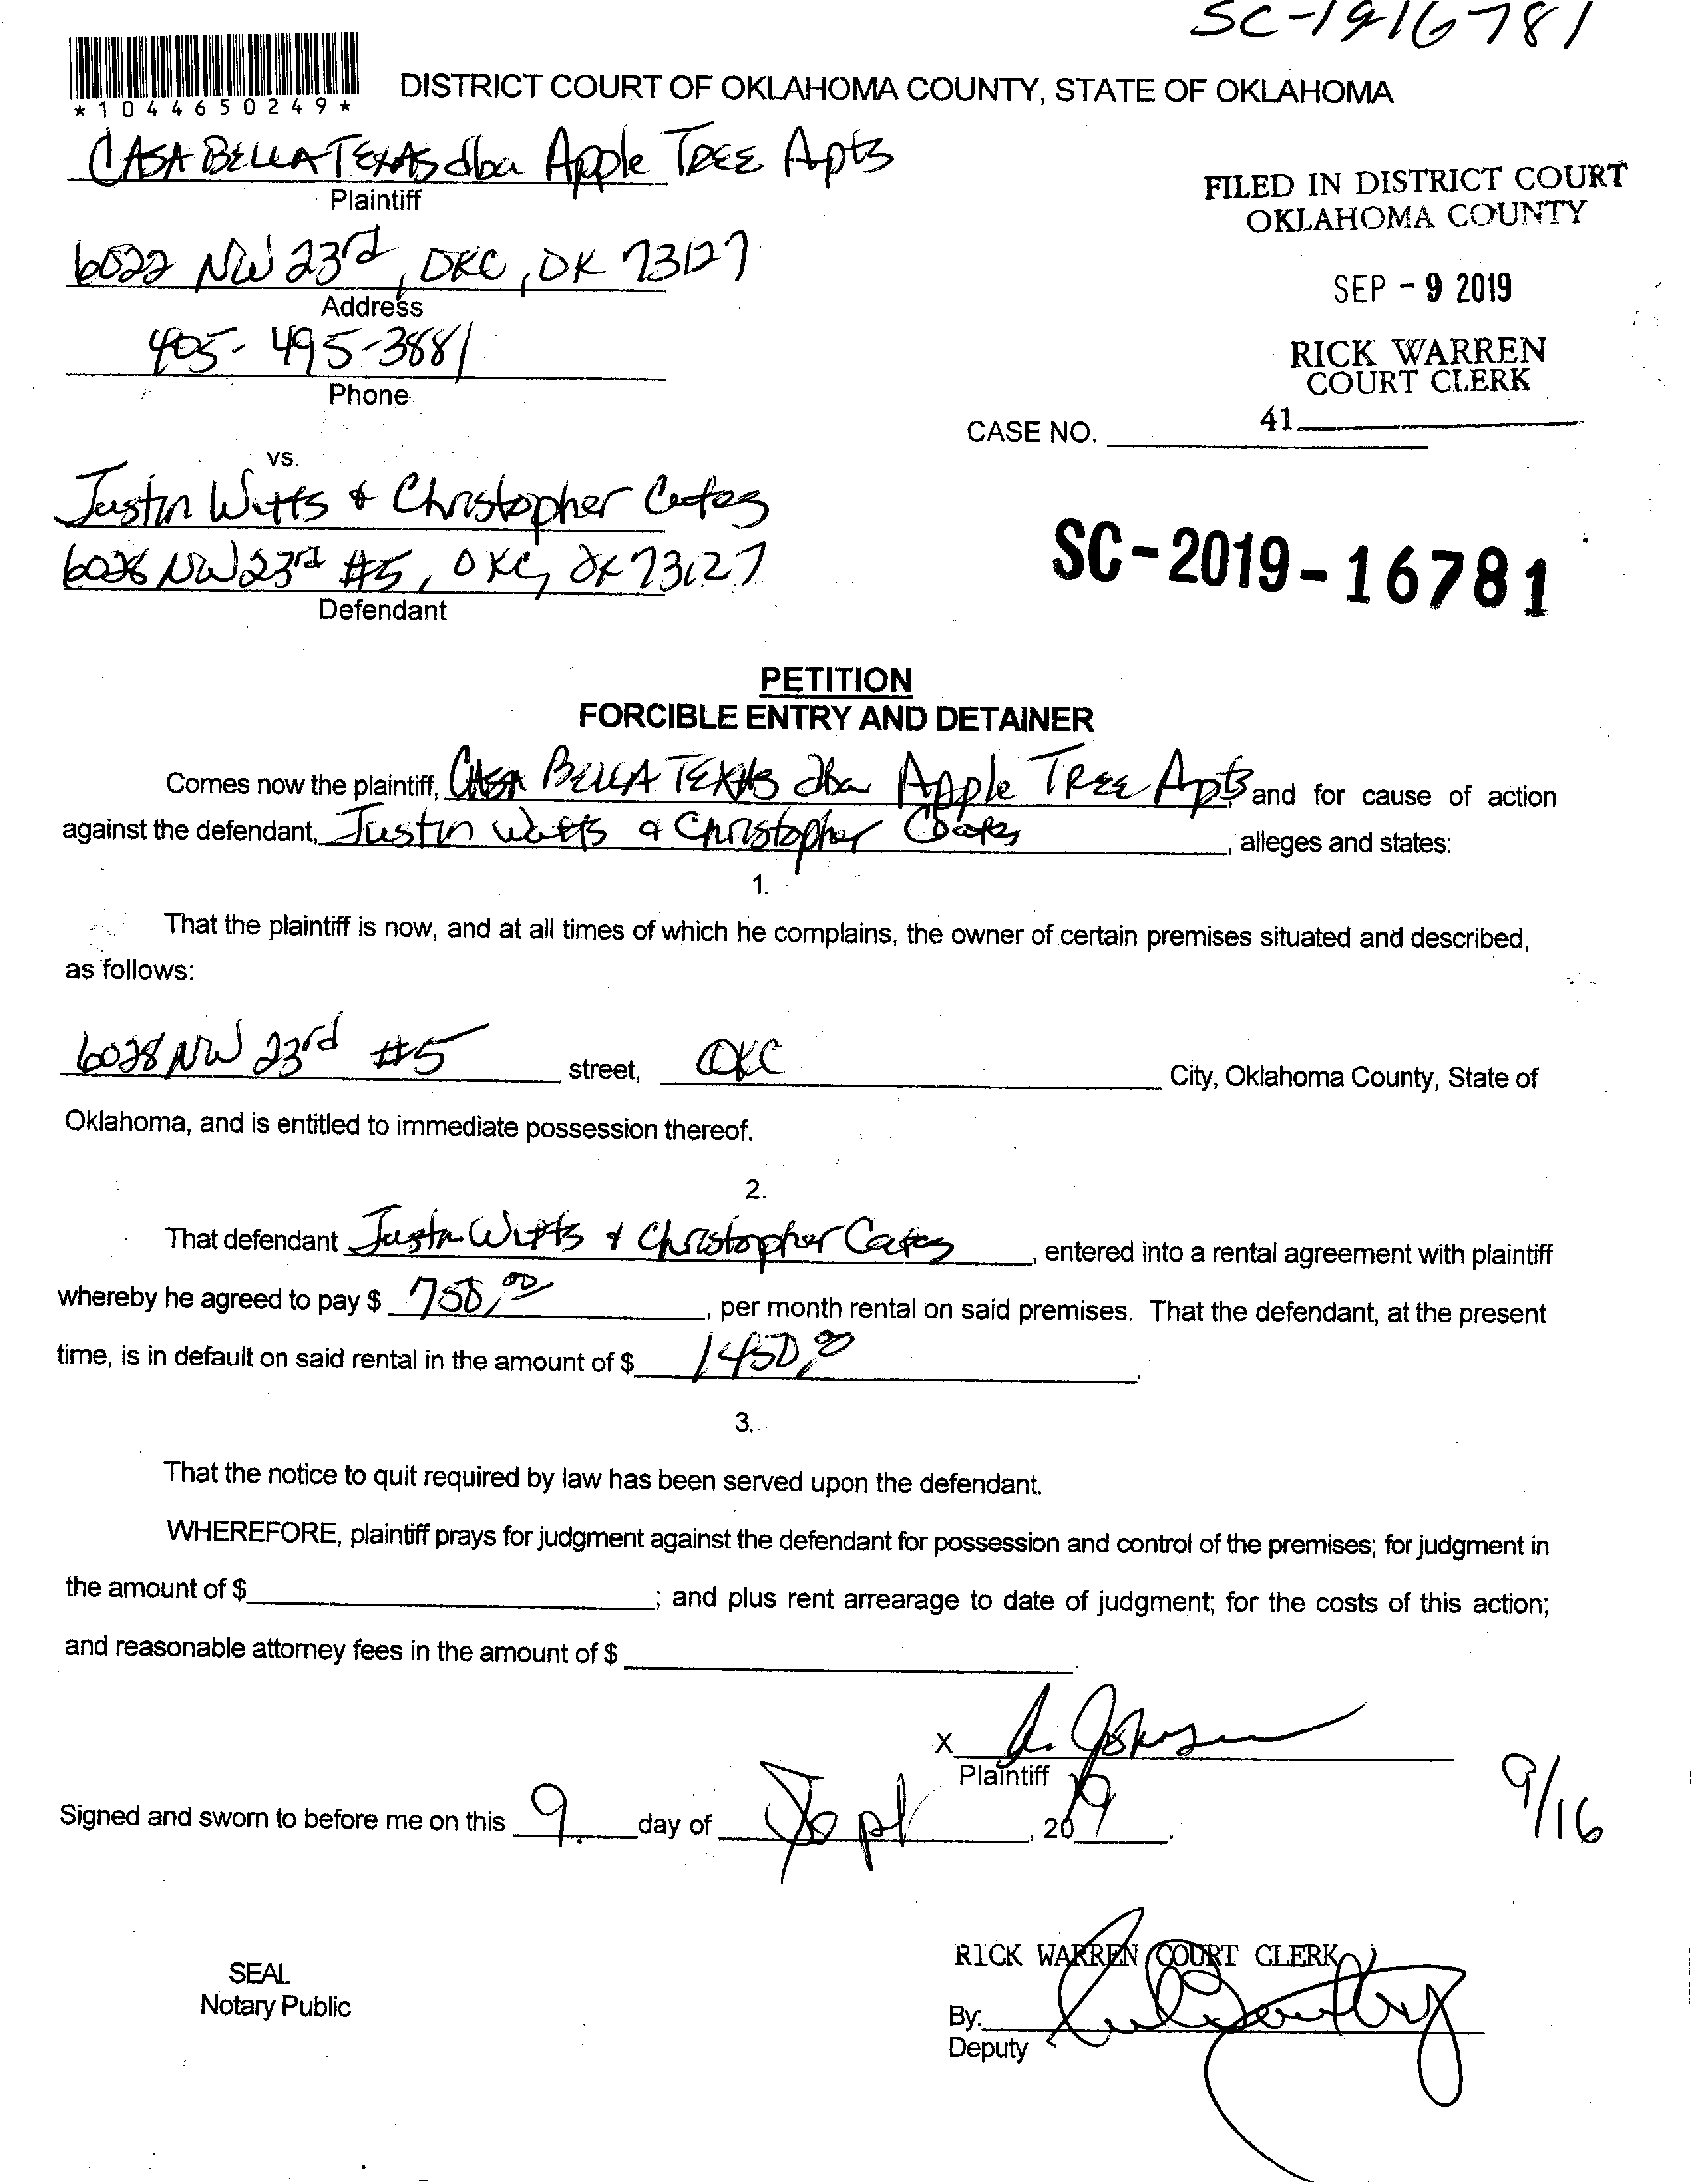 SC-1916781
*1044650249*
DISTRICT COURT OF OKLAHOMA COUNTY, STATE OF OKLAHOMA
CASA BELLA TEXAS dba Apple TREE Apts
Plaintiff
FILED IN DISTRICT COURT
OKLAHOMA COUNTY
6022 NW 23rd, OKC, OK 73127
Address
SEP - 9 2019
405-495-3881
Phone
RICK WARREN
COURT CLERK
41
CASE NO.
vs.
Justin Witts & Christopher Cates
6028 NW 23rd #5, OKC, OK 73127
Defendant
SC-2019-16781
PETITION
FORCIBLE ENTRY AND DETAINER
Comes now the plaintiff, CASA BELLA TEXAS dba Apple TREE Apts and for cause of action
against the defendant, Justin Witts & Christopher Cates, alleges and states:
1.
That the plaintiff is now, and at all times of which he complains, the owner of certain premises situated and described,
as follows:
6028 NW 23rd #5 street, OKC City, Oklahoma County, State of
Oklahoma, and is entitled to immediate possession thereof.
2.
That defendant Justin Witts & Christopher Cates, entered into a rental agreement with plaintiff
whereby he agreed to pay $ , per month rental on said premises. That the defendant, at the present
time, is in default on said rental in the amount of $ 1450,00.
3.
That the notice to quit required by law has been served upon the defendant.
WHEREFORE, plaintiff prays for judgment against the defendant for possession and control of the premises; for judgment in
the amount of $ ; and plus rent arrearage to date of judgment; for the costs of this action;
and reasonable attorney fees in the amount of $
X A. Johnson
Plaintiff
Signed and sworn to before me on this 9 day of Sept, 2019.
9/16
SEAL
Notary Public
RICK WARREN COURT CLERK
By:
Deputy